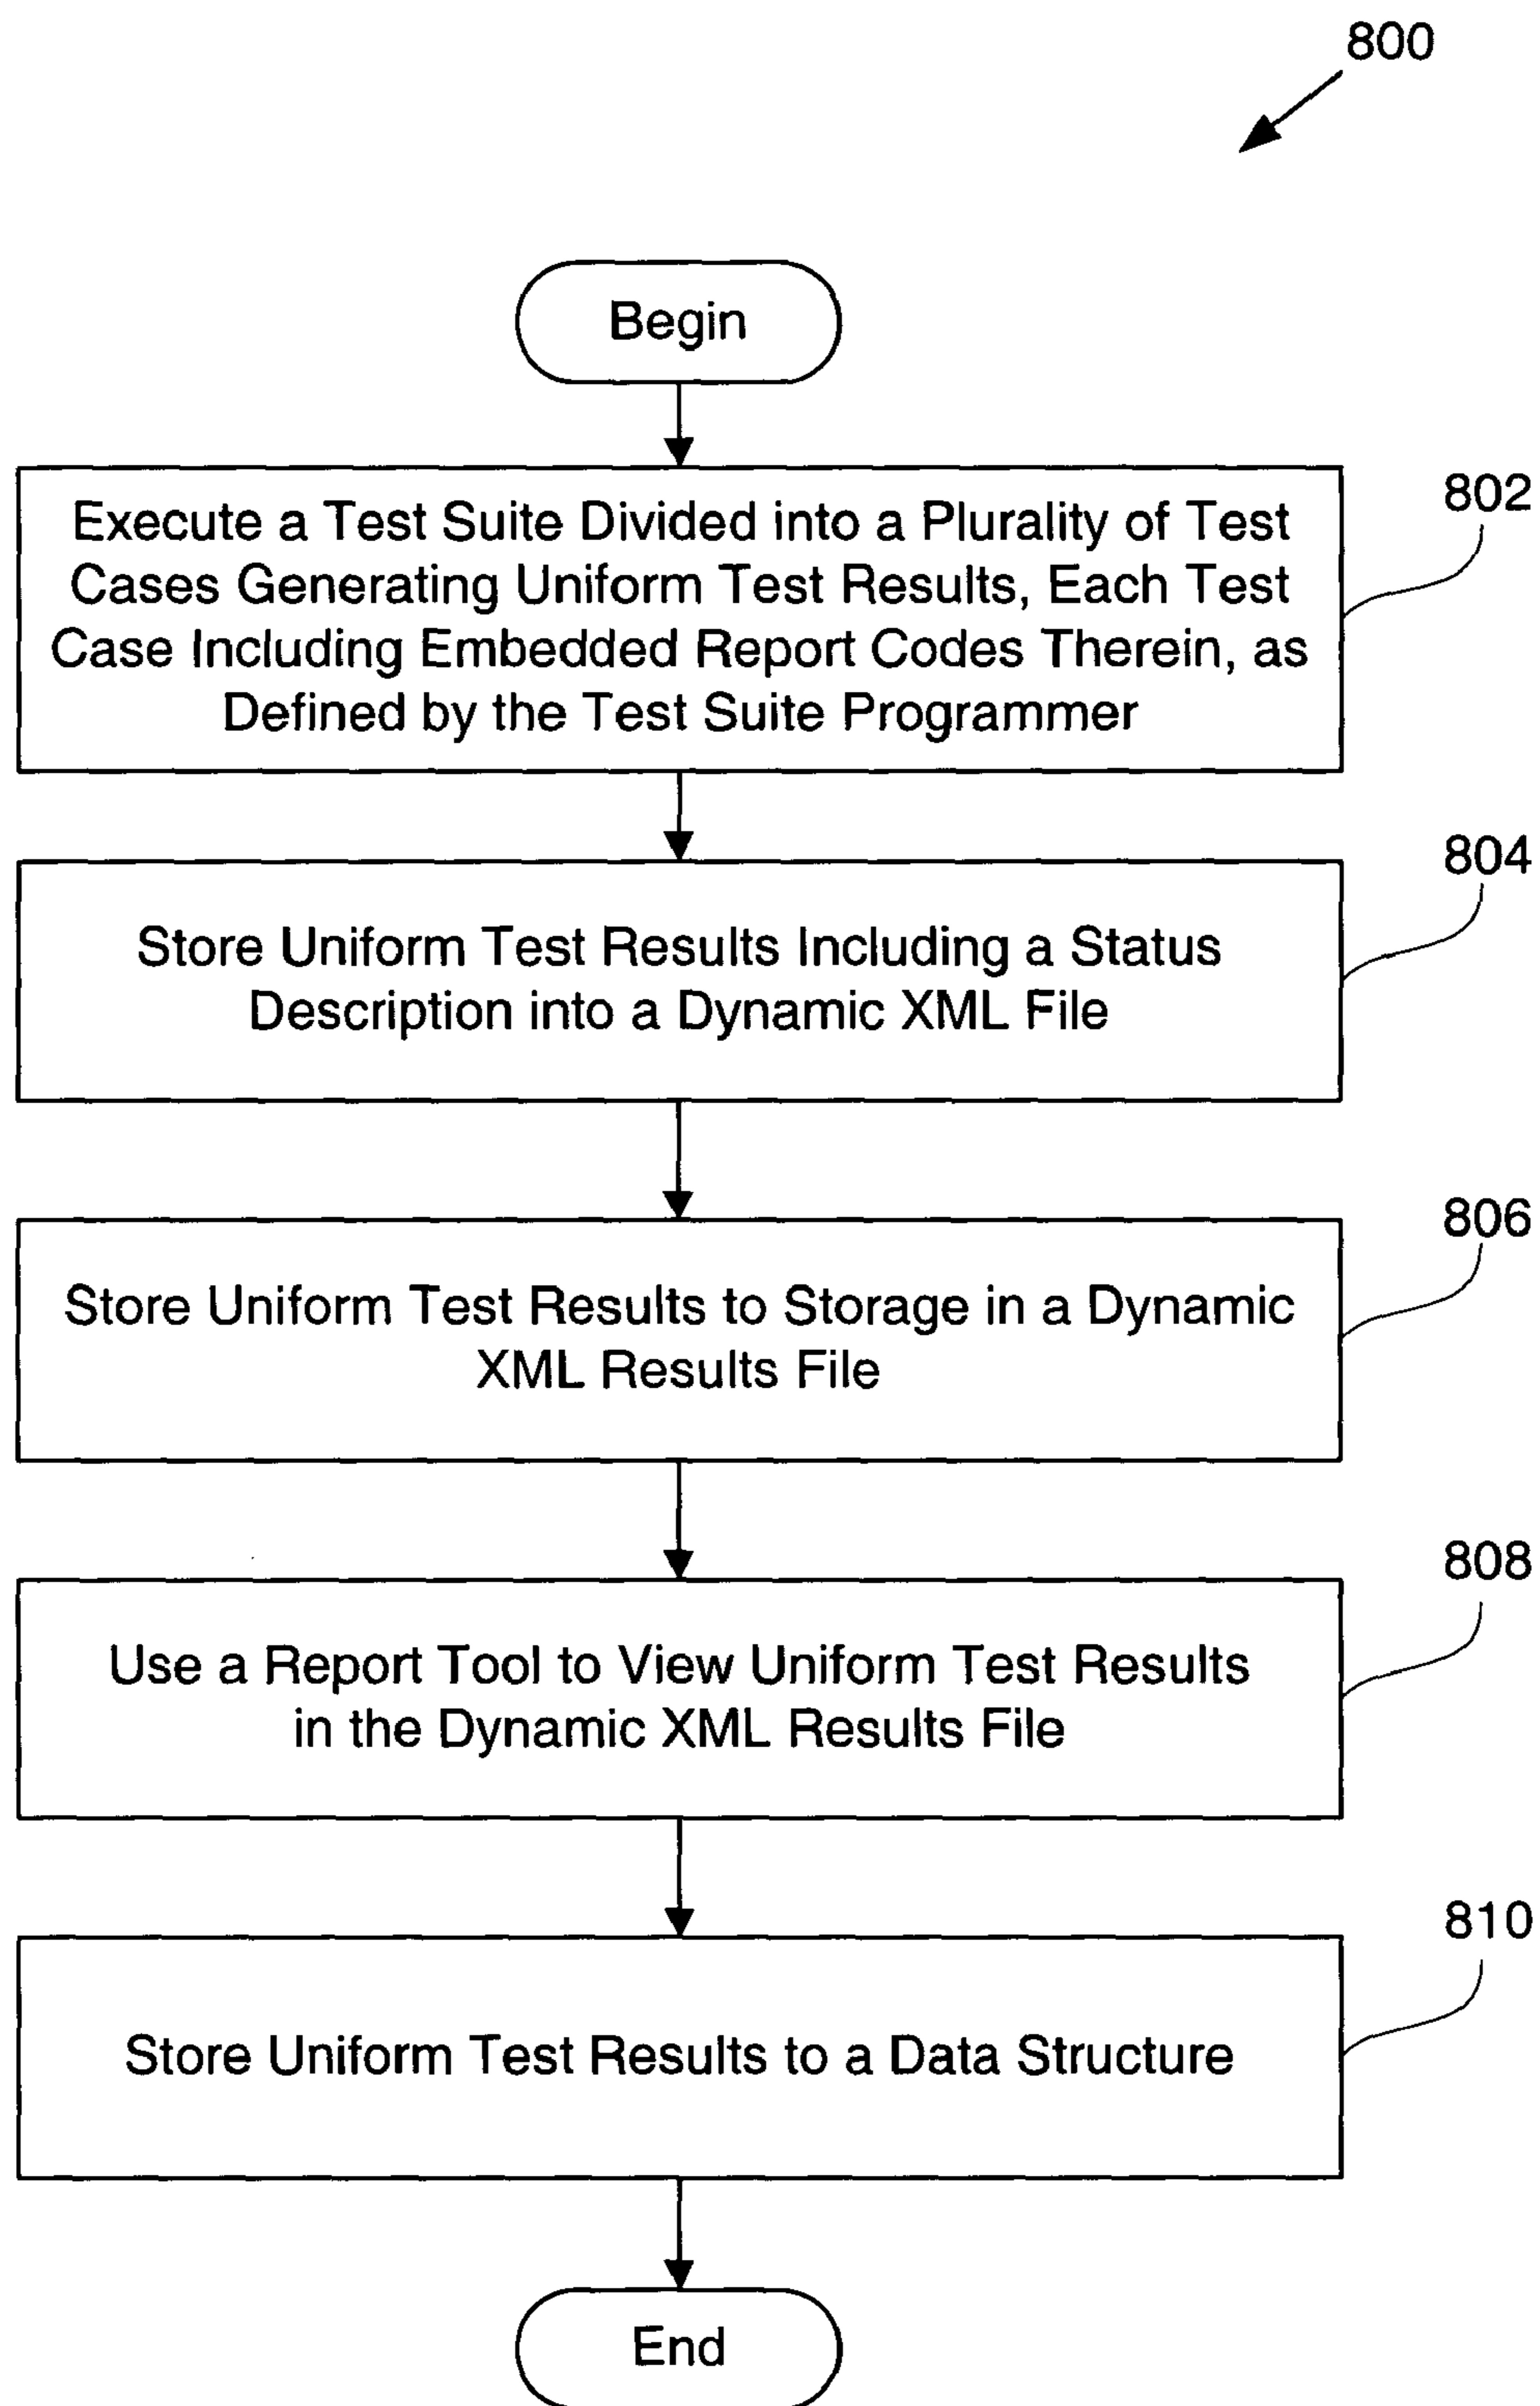 800
Begin
802
Execute a Test Suite Divided into a Plurality of Test
Cases Generating Uniform Test Results, Each Test
Case Including Embedded Report Codes Therein, as
Defined by the Test Suite Programmer
804
Store Uniform Test Results Including a Status
Description into a Dynamic XML File
806
Store Uniform Test Results to Storage in a Dynamic
XML Results File
808
Use a Report Tool to View Uniform Test Results
in the Dynamic XML Results File
810
Store Uniform Test Results to a Data Structure
End